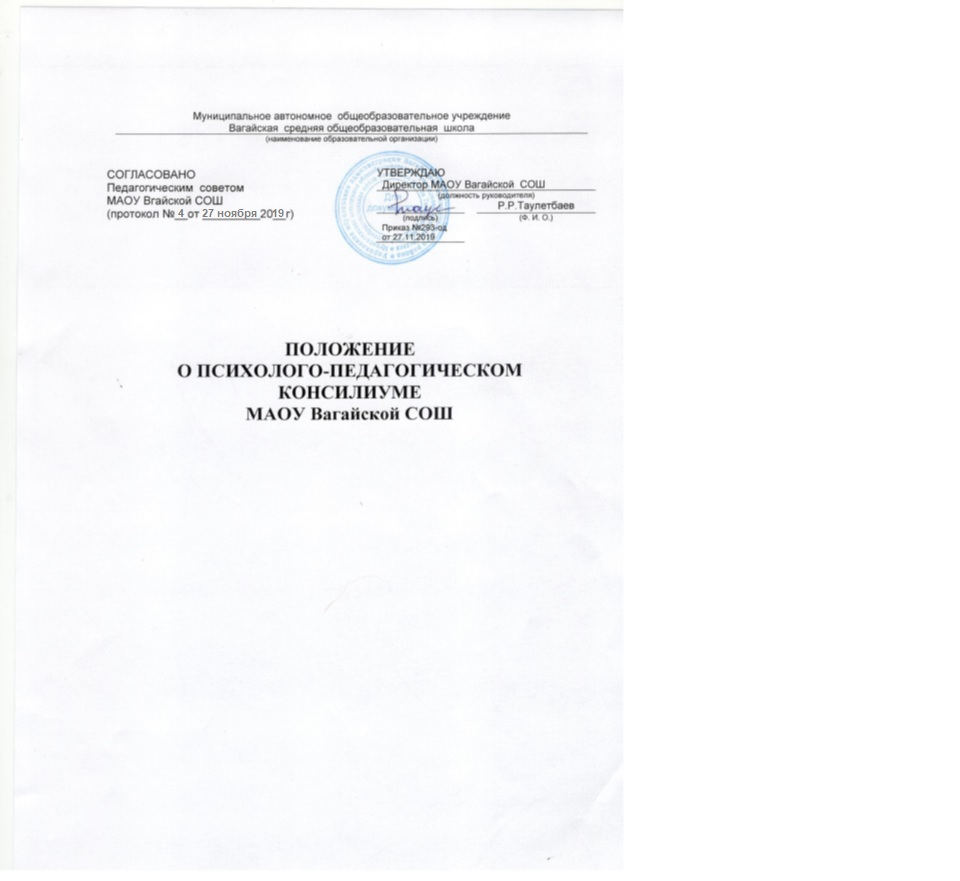 Муниципальное автономное общеобразовательное учреждение
Вагайская средняя общеобразовательная школа
(наименование образовательной организации)
СОГЛАСОВАНО
Педагогическим советом
МАОУ Вгайской СОШ
(протокол № 4 от 27 ноября 2019 г)
УТВЕРЖДАЮ
Директор МАОУ Вагайской СОШ
(должность руководителя)
Р.Р.Таулетбаев
(подпись) (Ф. И. О.)
Приказ №293-од
от 27.11.2019
ПОЛОЖЕНИЕ
О ПСИХОЛОГО-ПЕДАГОГИЧЕСКОМ
КОНСИЛИУМЕ
МАОУ Вагайской СОШ